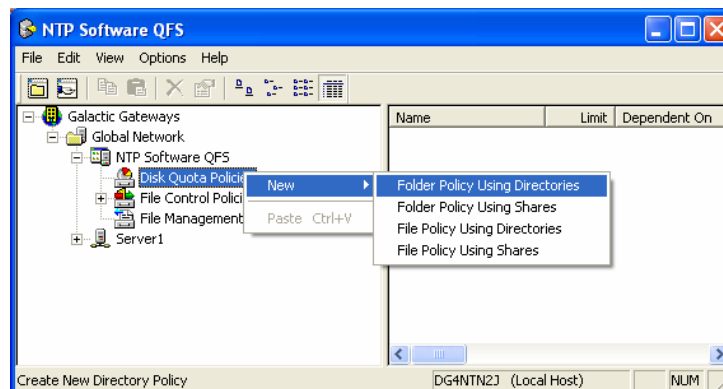 NTP Software QFS
File Edit View Options Help
Galactic Gateways
Global Network
NTP Software QFS
Disk Quota Policie
File Control Polici
File Management
Server1
New
Paste Ctrl+V
Folder Policy Using Directories
Folder Policy Using Shares
File Policy Using Directories
File Policy Using Shares
Name Limit Dependent On
Create New Directory Policy DG4NTN2J (Local Host) NUM